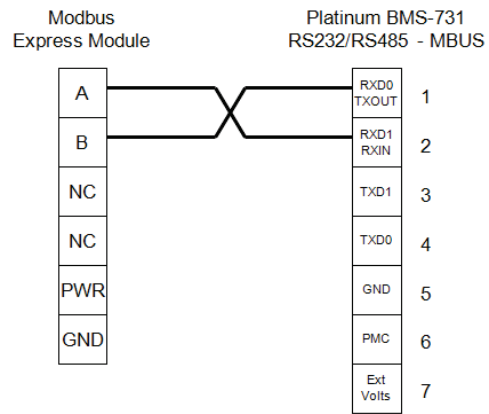 Modbus
Express Module
Platinum BMS-731
RS232/RS485 - MBUS
A
B
NC
NC
PWR
GND
RXD0
TXOUT
1
RXD1
RXIN
2
TXD1
3
TXD0
4
GND
5
PMC
6
Ext
Volts
7